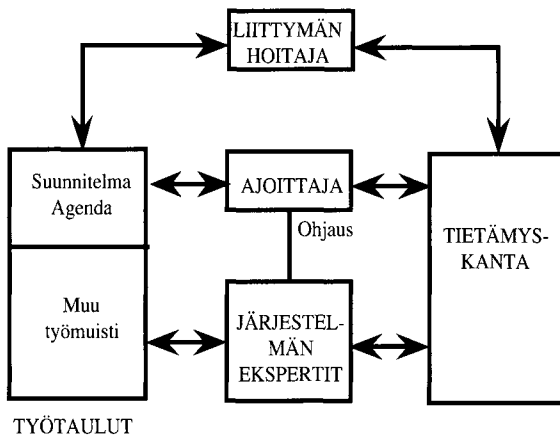 LIITTYMÄN
HOITAJA
Suunnitelma
Agenda
AJOITTAJA
Ohjaus
TIETÄMYS-
KANTA
Muu
työmuisti
JÄRJESTEL-
MÄN
EKSPERTIT
TYÖTAULUT